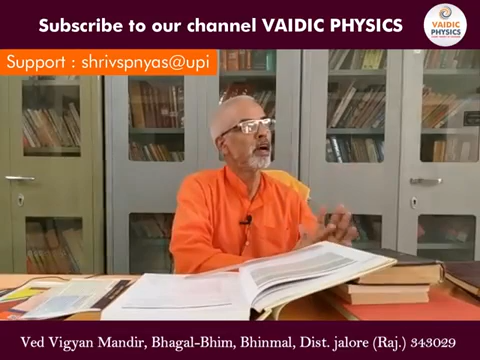 Subscribe to our channel VAIDIC PHYSICS
VAIDIC
PHYSICS
Support : shrivspnyas@upi
Ved Vigyan Mandir, Bhagal-Bhim, Bhinmal, Dist. jalore (Raj.) 343029